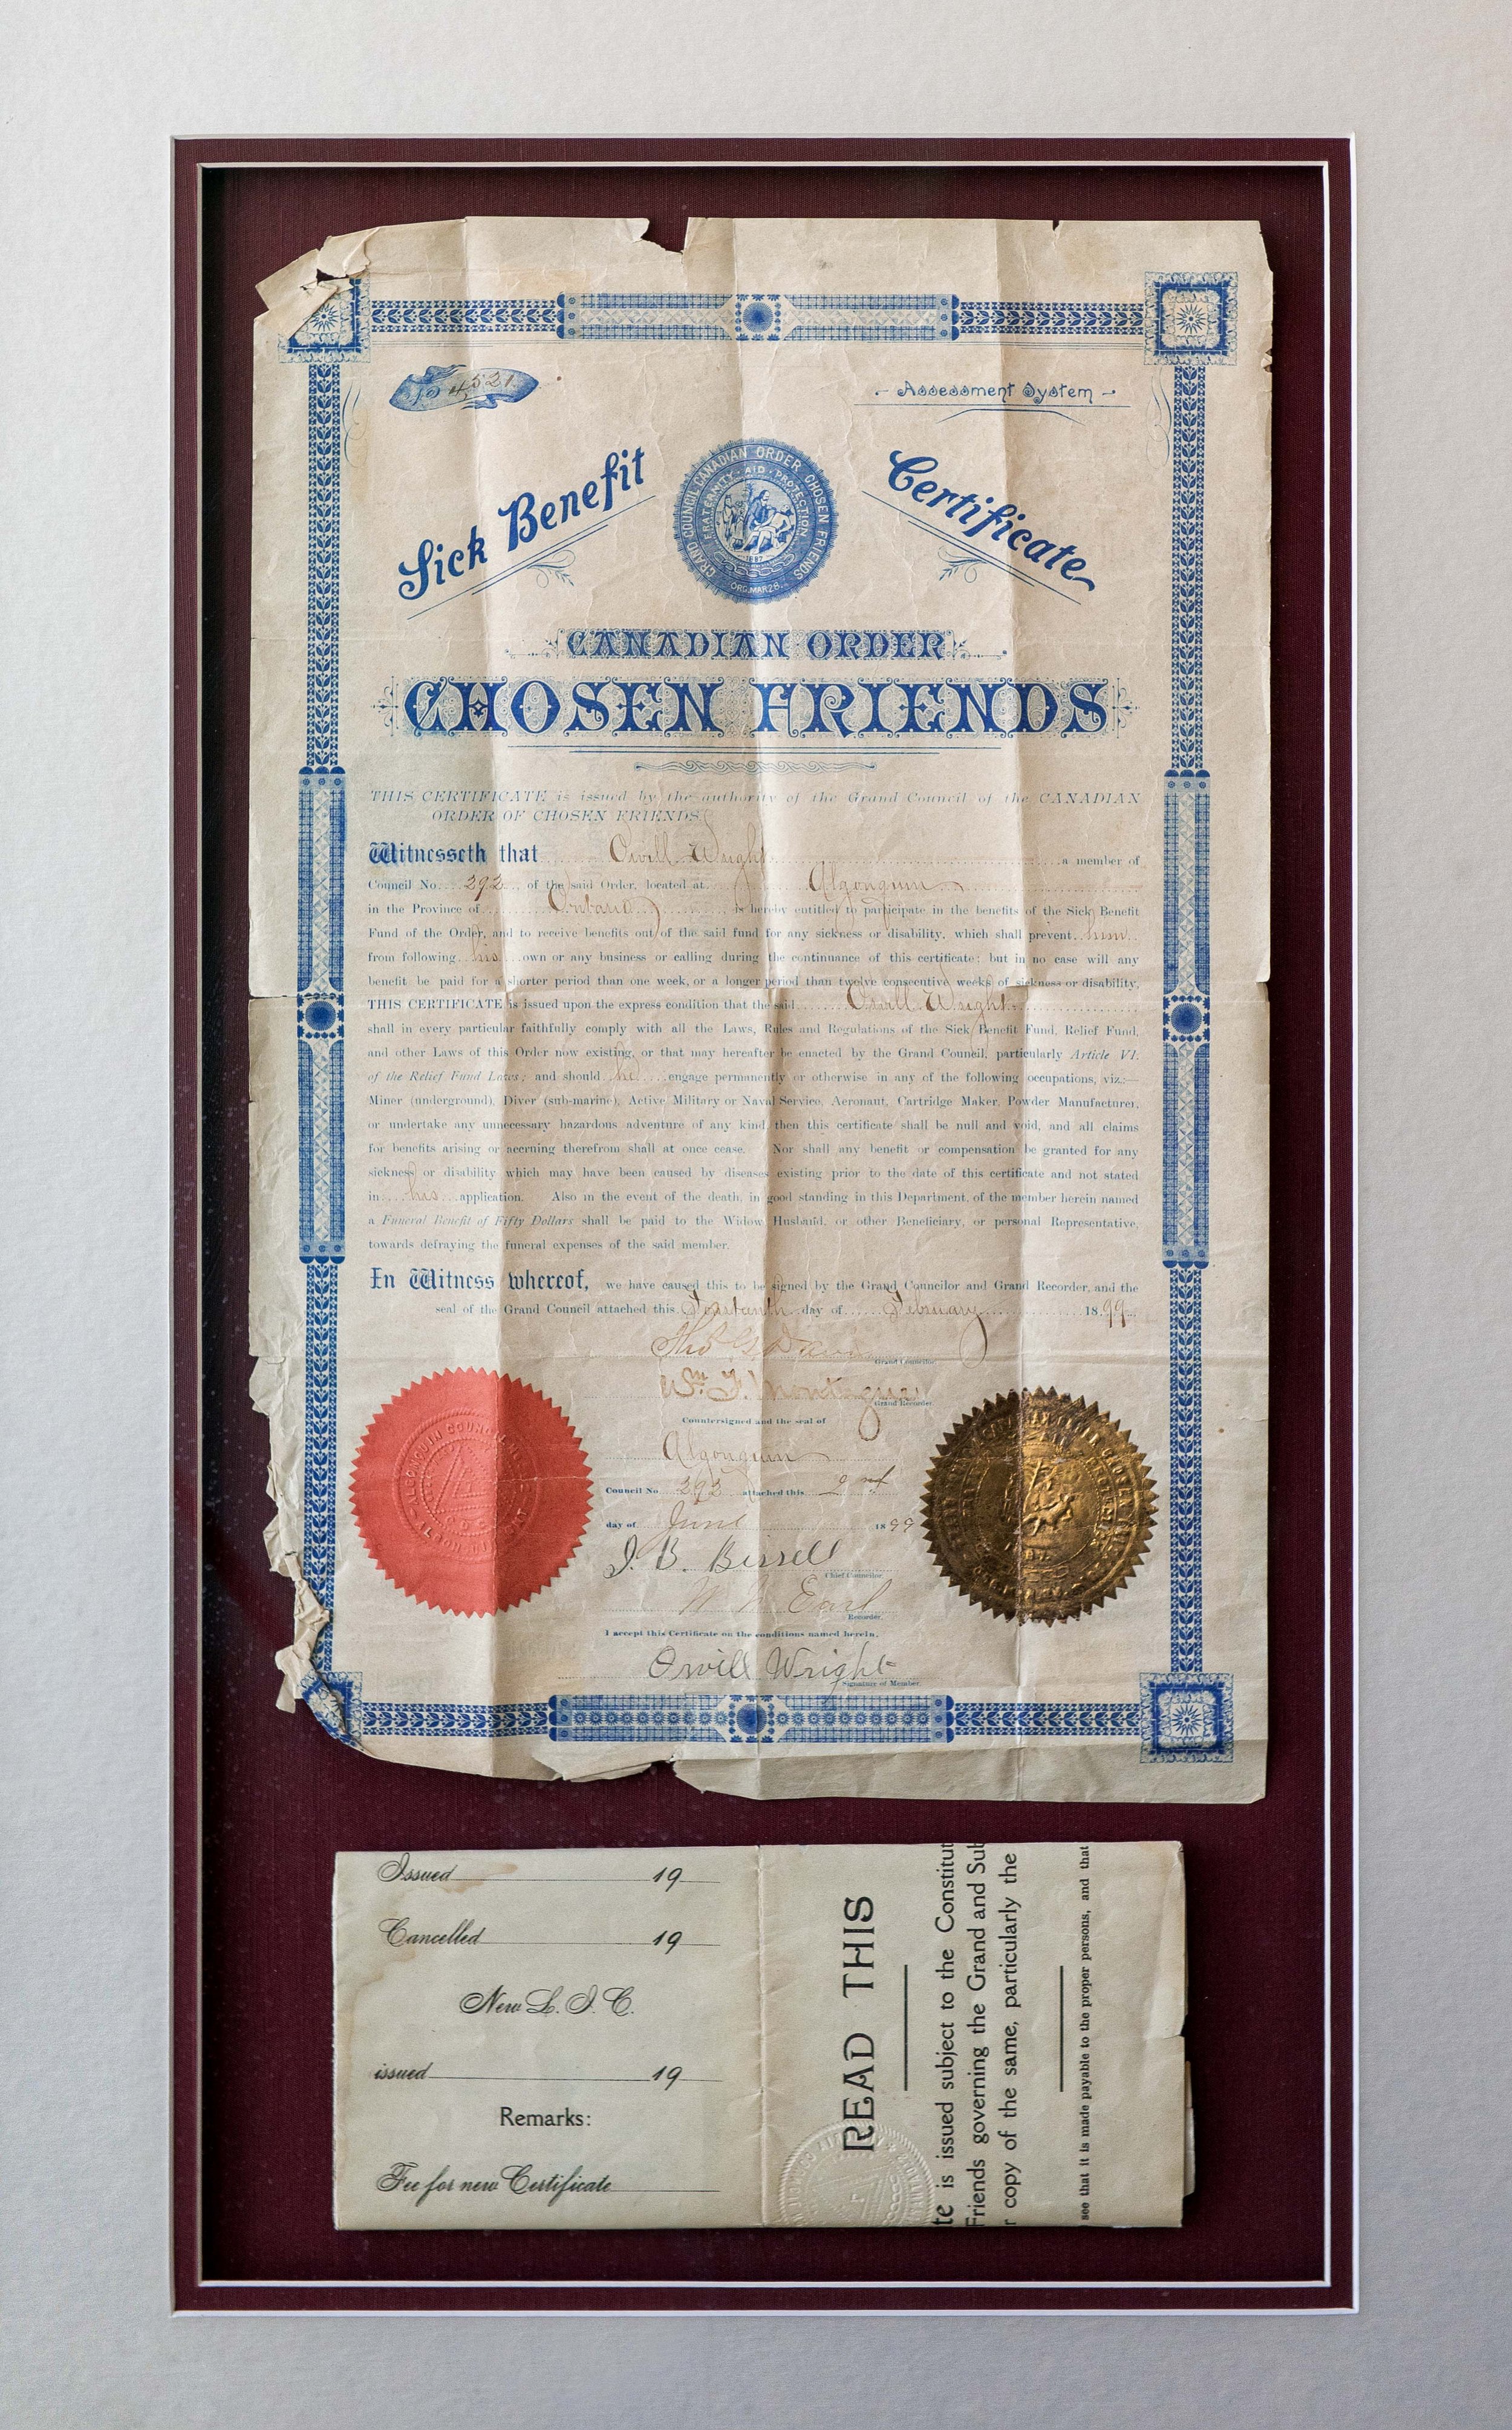 No 4521
- Assessment System -
Sick Benefit Certificate
GRAND COUNCIL CANADIAN ORDER CHOSEN FRIENDS
FRATERNITY · AID · PROTECTION
1887
ORG. MAR 28
CANADIAN ORDER
CHOSEN FRIENDS
THIS CERTIFICATE is issued by the authority of the Grand Council of the CANADIAN
ORDER OF CHOSEN FRIENDS.
Witnesseth that Orvill Wright a member of
Council No. 292 of the said Order, located at Algonquin
in the Province of Ontario is hereby entitled to participate in the benefits of the Sick Benefit
Fund of the Order, and to receive benefits out of the said fund for any sickness or disability, which shall prevent him
from following his own or any business or calling during the continuance of this certificate; but in no case will any
benefit be paid for a shorter period than one week, or a longer period than twelve consecutive weeks of sickness or disability,
THIS CERTIFICATE is issued upon the express condition that the said Orvill Wright
shall in every particular faithfully comply with all the Laws, Rules and Regulations of the Sick Benefit Fund, Relief Fund,
and other Laws of this Order now existing, or that may hereafter be enacted by the Grand Council, particularly Article VI.
of the Relief Fund Laws; and should he engage permanently or otherwise in any of the following occupations, viz:—
Miner (underground), Diver (sub-marine), Active Military or Naval Service, Aeronaut, Cartridge Maker, Powder Manufacturer,
or undertake any unnecessary hazardous adventure of any kind, then this certificate shall be null and void, and all claims
for benefits arising or accruing therefrom shall at once cease. Nor shall any benefit or compensation be granted for any
sickness or disability which may have been caused by diseases existing prior to the date of this certificate and not stated
in his application. Also in the event of the death, in good standing in this Department, of the member herein named
a Funeral Benefit of Fifty Dollars shall be paid to the Widow, Husband, or other Beneficiary, or personal Representative,
towards defraying the funeral expenses of the said member.
In Witness whereof, we have caused this to be signed by the Grand Councilor and Grand Recorder, and the
seal of the Grand Council attached this day of February 1899
Grand Councilor
Wm. F. Montague
Grand Recorder
Countersigned and the seal of
Algonquin
Council No. 292 attached this 2nd
day of June 1899
J. B. Bissell
Chief Councilor
Earl
Recorder.
I accept this Certificate on the conditions named herein.
Orvill Wright
Signature of Member.
ALGONQUIN COUNCIL
Issued 19
Cancelled 19
New L. I. C.
issued 19
Remarks:
Fee for new Certificate
READ THIS
te is issued subject to the Constitut
Friends governing the Grand and Sub
r copy of the same, particularly the
see that it is made payable to the proper persons, and that